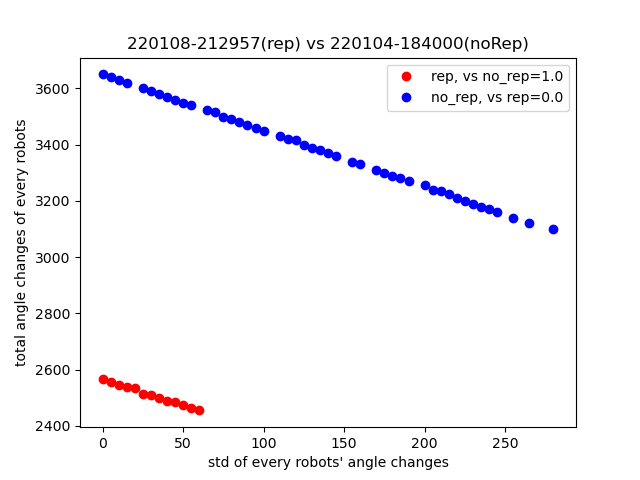 220108-212957(rep) vs 220104-184000(noRep)
rep, vs no_rep=1.0
no_rep, vs rep=0.0
total angle changes of every robots
3600
3400
3200
3000
2800
2600
2400
0 50 100 150 200 250
std of every robots' angle changes